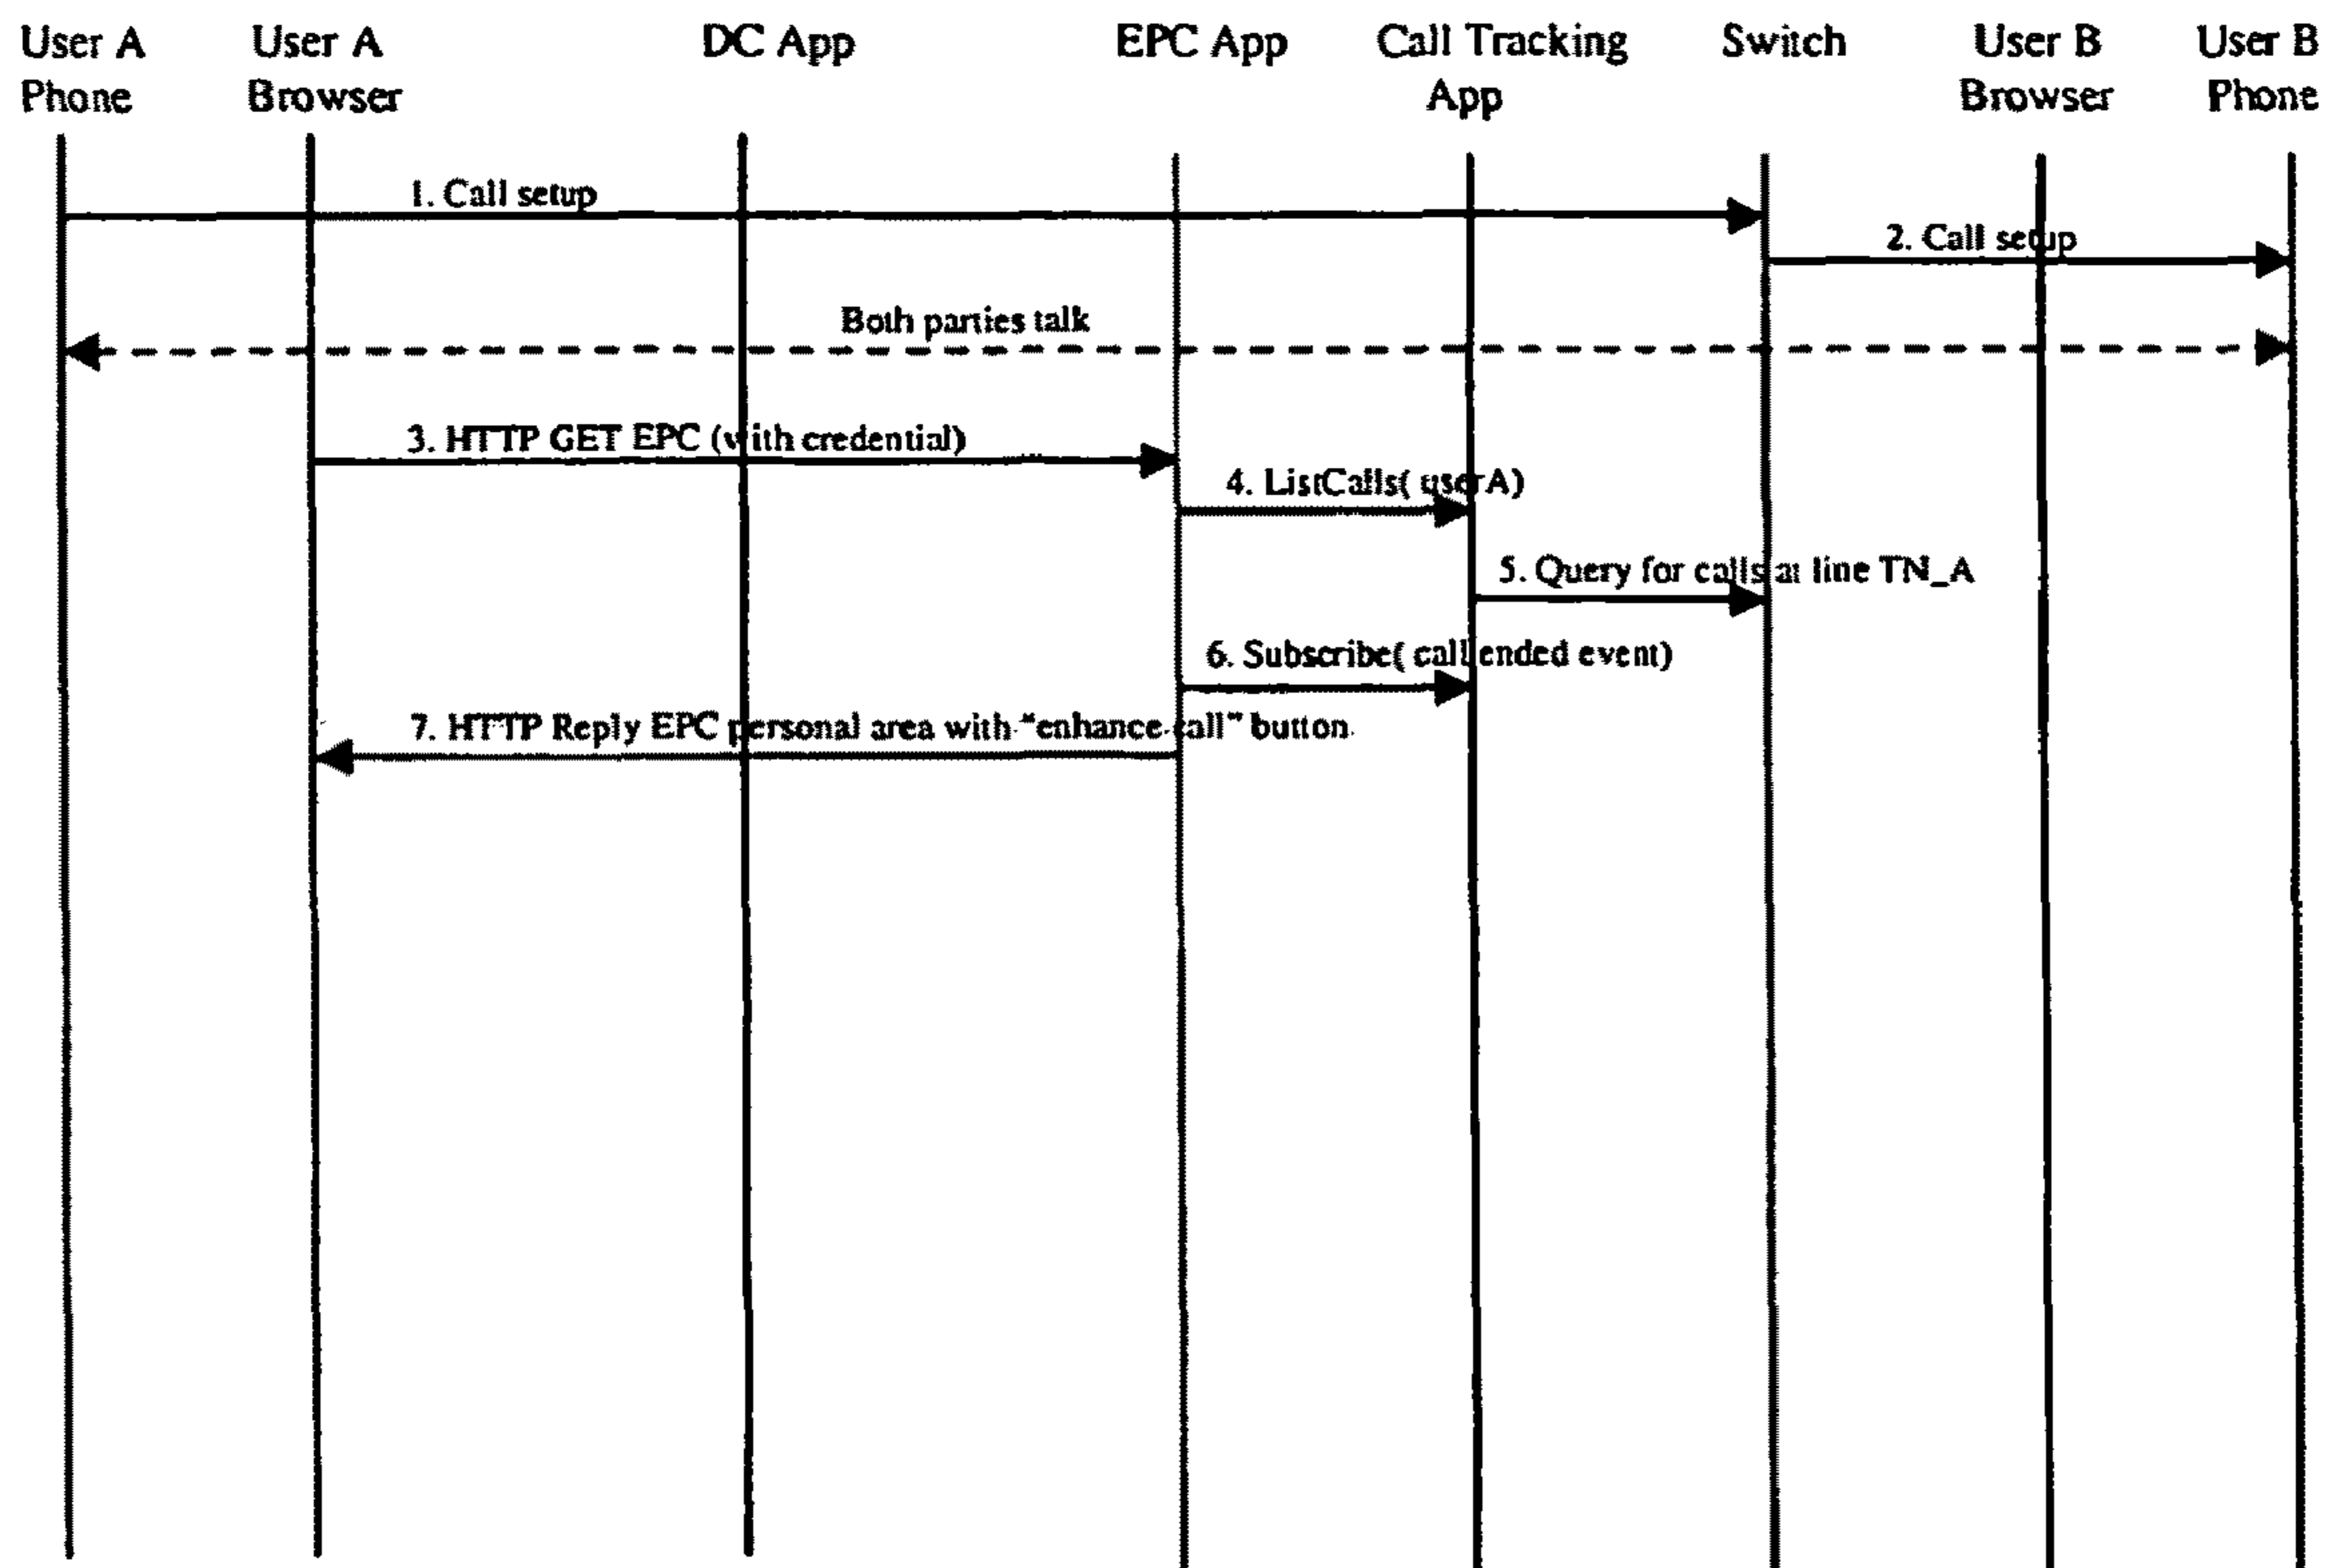 User A Phone
User A Browser
DC App
EPC App
Call Tracking App
Switch
User B Browser
User B Phone
1. Call setup
2. Call setup
Both parties talk
3. HTTP GET EPC (with credential)
4. ListCalls( userA)
5. Query for calls at line TN_A
6. Subscribe( call ended event)
7. HTTP Reply EPC personal area with "enhance call" button